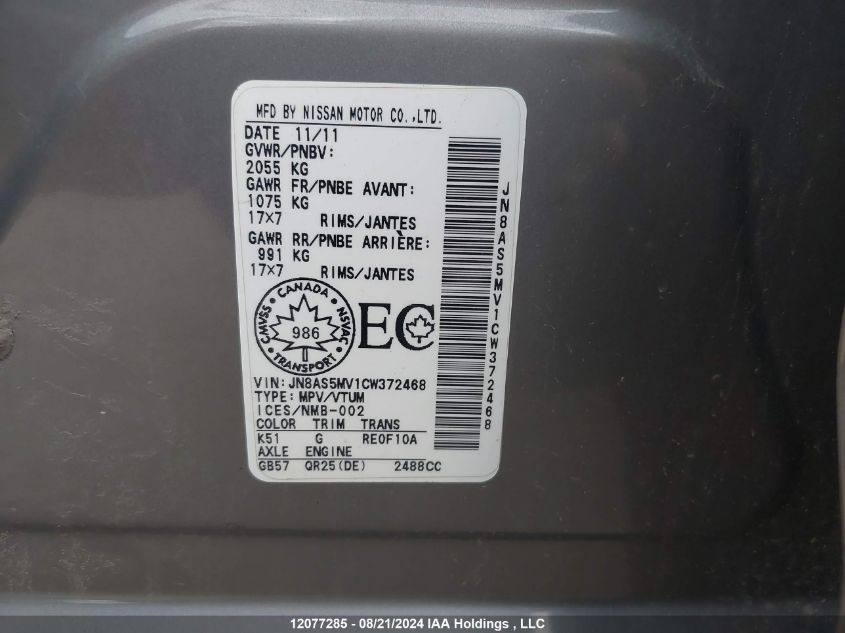 MFD BY NISSAN MOTOR CO.,LTD.
DATE 11/11
GVWR/PNBV:
2055 KG
GAWR FR/PNBE AVANT:
1075 KG
17×7 RIMS/JANTES
GAWR RR/PNBE ARRIÈRE:
991 KG
17×7 RIMS/JANTES
CANADA
CMVSS 986 NSVAC
TRANSPORT
EC
VIN:JN8AS5MV1CW372468
TYPE:MPV/VTUM
ICES/NMB-002
COLOR TRIM TRANS
K51 G RE0F10A
AXLE ENGINE
GB57 QR25(DE) 2488CC
JN8AS5MV1CW372468
12077285 - 08/21/2024 IAA Holdings , LLC